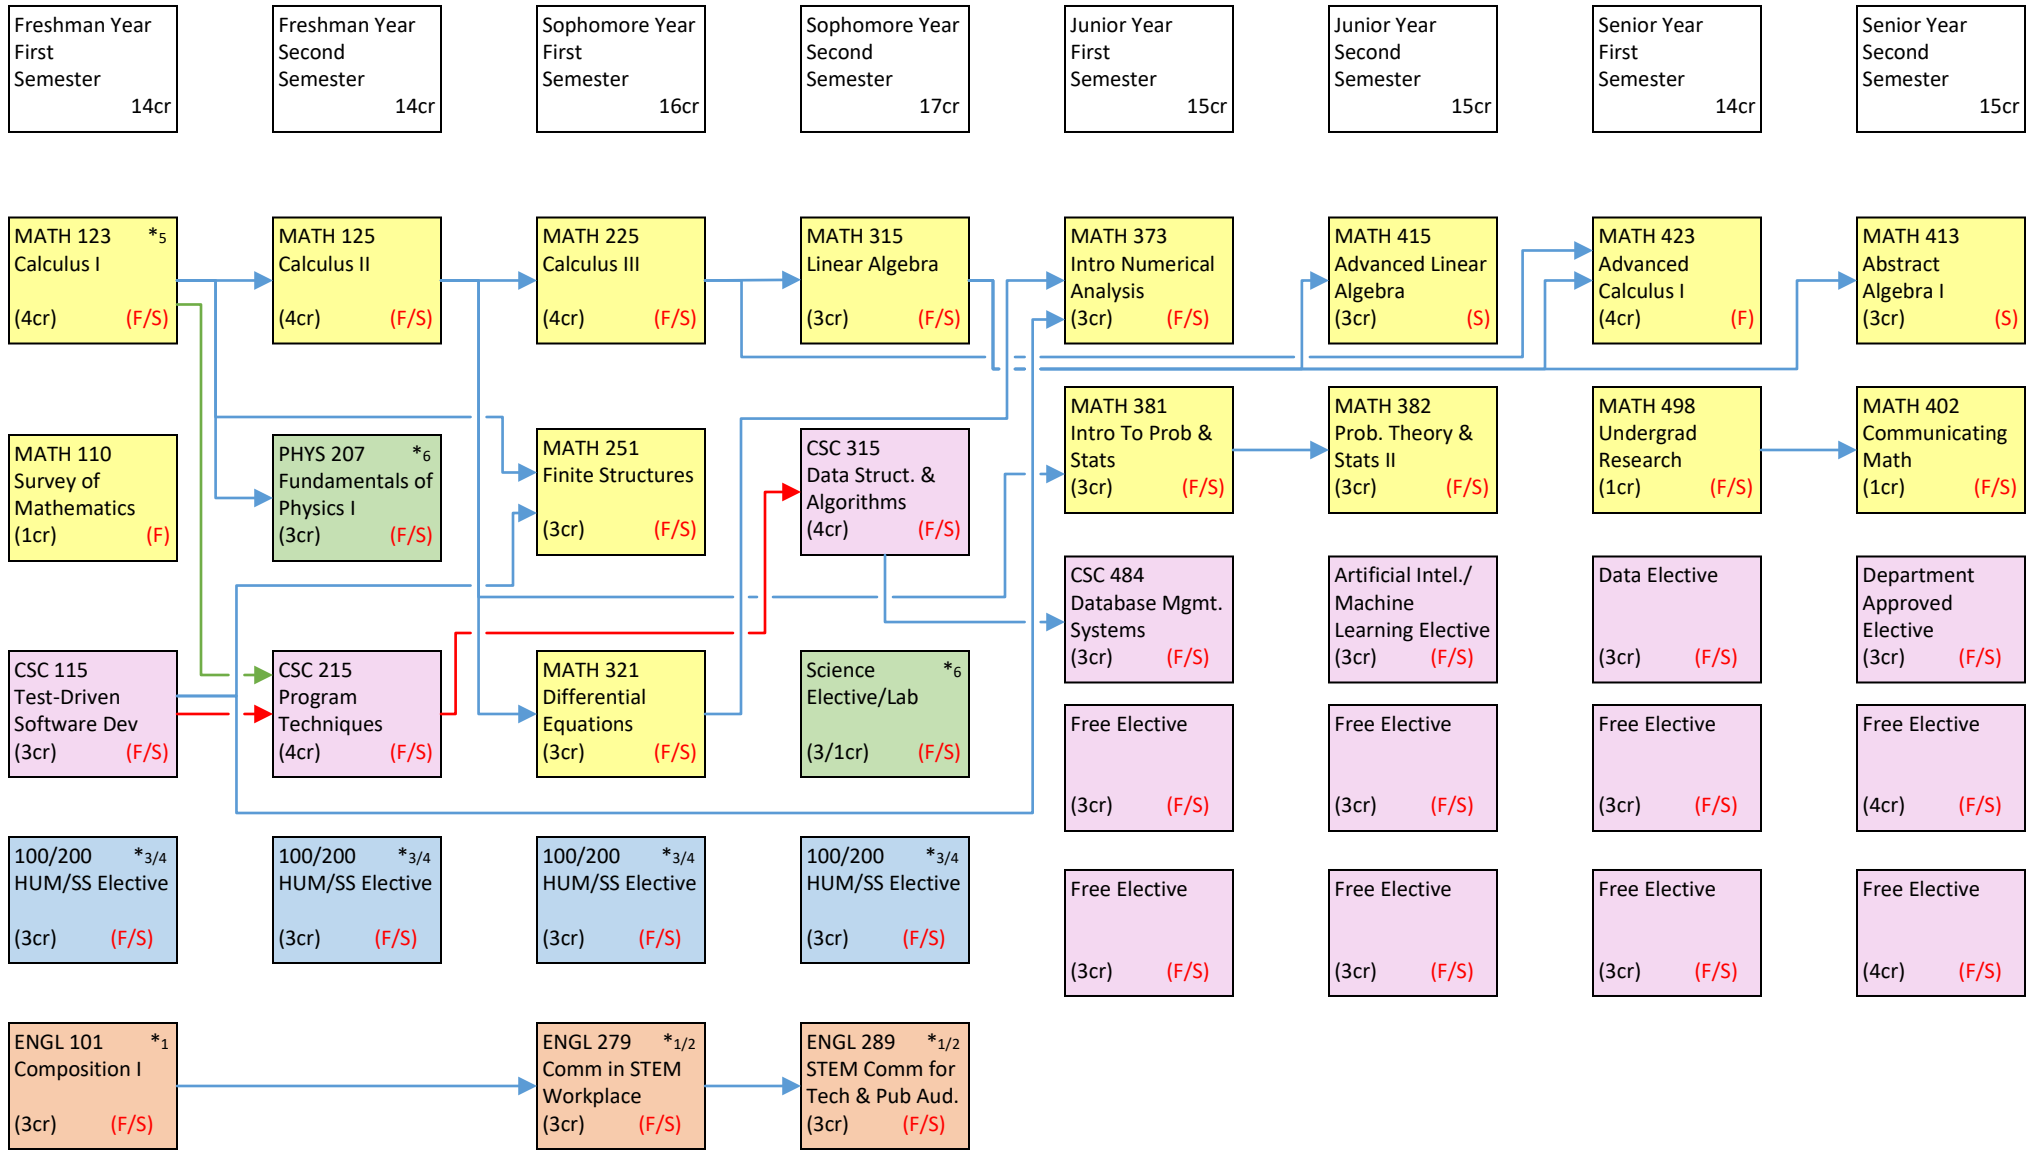 Freshman Year
First
Semester
14cr
Freshman Year
Second
Semester
14cr
Sophomore Year
First
Semester
16cr
Sophomore Year
Second
Semester
17cr
Junior Year
First
Semester
15cr
Junior Year
Second
Semester
15cr
Senior Year
First
Semester
14cr
Senior Year
Second
Semester
15cr
MATH 123 *5
Calculus I
(4cr) (F/S)
MATH 125
Calculus II
(4cr) (F/S)
MATH 225
Calculus III
(4cr) (F/S)
MATH 315
Linear Algebra
(3cr) (F/S)
MATH 373
Intro Numerical
Analysis
(3cr) (F/S)
MATH 415
Advanced Linear
Algebra
(3cr) (S)
MATH 423
Advanced
Calculus I
(4cr) (F)
MATH 413
Abstract
Algebra I
(3cr) (S)
MATH 110
Survey of
Mathematics
(1cr) (F)
PHYS 207 *6
Fundamentals of
Physics I
(3cr) (F/S)
MATH 251
Finite Structures
(3cr) (F/S)
CSC 315
Data Struct. &
Algorithms
(4cr) (F/S)
MATH 381
Intro To Prob &
Stats
(3cr) (F/S)
MATH 382
Prob. Theory &
Stats II
(3cr) (F/S)
MATH 498
Undergrad
Research
(1cr) (F/S)
MATH 402
Communicating
Math
(1cr) (F/S)
CSC 115
Test-Driven
Software Dev
(3cr) (F/S)
CSC 215
Program
Techniques
(4cr) (F/S)
MATH 321
Differential
Equations
(3cr) (F/S)
Science *6
Elective/Lab
(3/1cr) (F/S)
CSC 484
Database Mgmt.
Systems
(3cr) (F/S)
Artificial Intel./
Machine
Learning Elective
(3cr) (F/S)
Data Elective
(3cr) (F/S)
Department
Approved
Elective
(3cr) (F/S)
Free Elective
(3cr) (F/S)
Free Elective
(3cr) (F/S)
Free Elective
(3cr) (F/S)
Free Elective
(4cr) (F/S)
100/200 *3/4
HUM/SS Elective
(3cr) (F/S)
100/200 *3/4
HUM/SS Elective
(3cr) (F/S)
100/200 *3/4
HUM/SS Elective
(3cr) (F/S)
100/200 *3/4
HUM/SS Elective
(3cr) (F/S)
Free Elective
(3cr) (F/S)
Free Elective
(3cr) (F/S)
Free Elective
(3cr) (F/S)
Free Elective
(4cr) (F/S)
ENGL 101 *1
Composition I
(3cr) (F/S)
ENGL 279 *1/2
Comm in STEM
Workplace
(3cr) (F/S)
ENGL 289 *1/2
STEM Comm for
Tech & Pub Aud.
(3cr) (F/S)